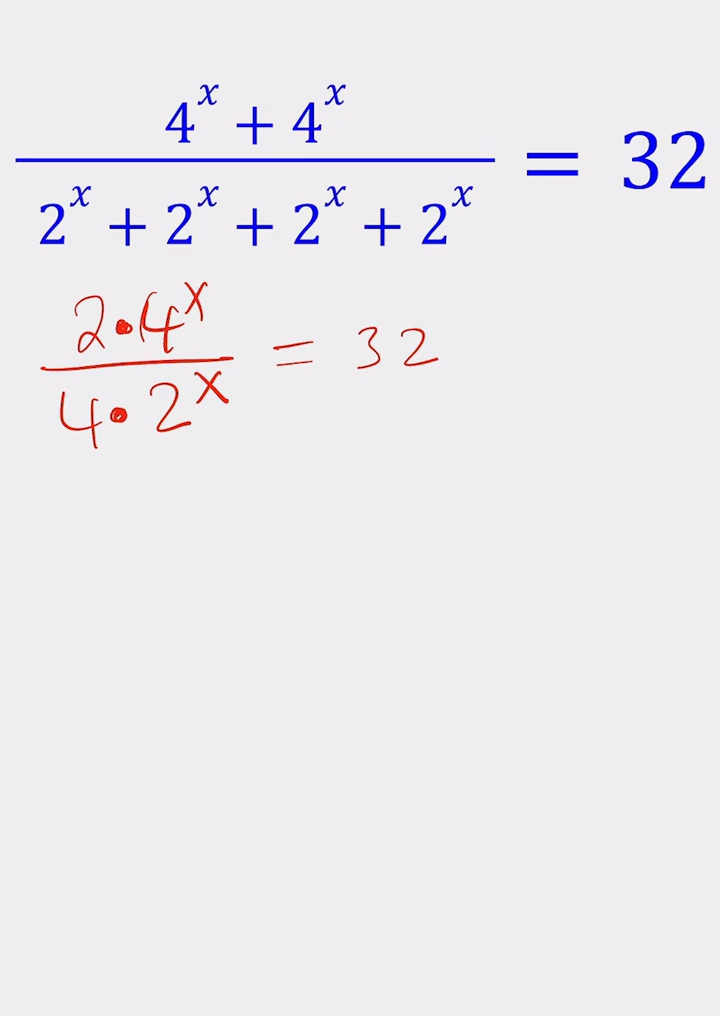 4^x + 4^x
2^x + 2^x + 2^x + 2^x
= 32
2 • 4^x
4 • 2^x
= 32